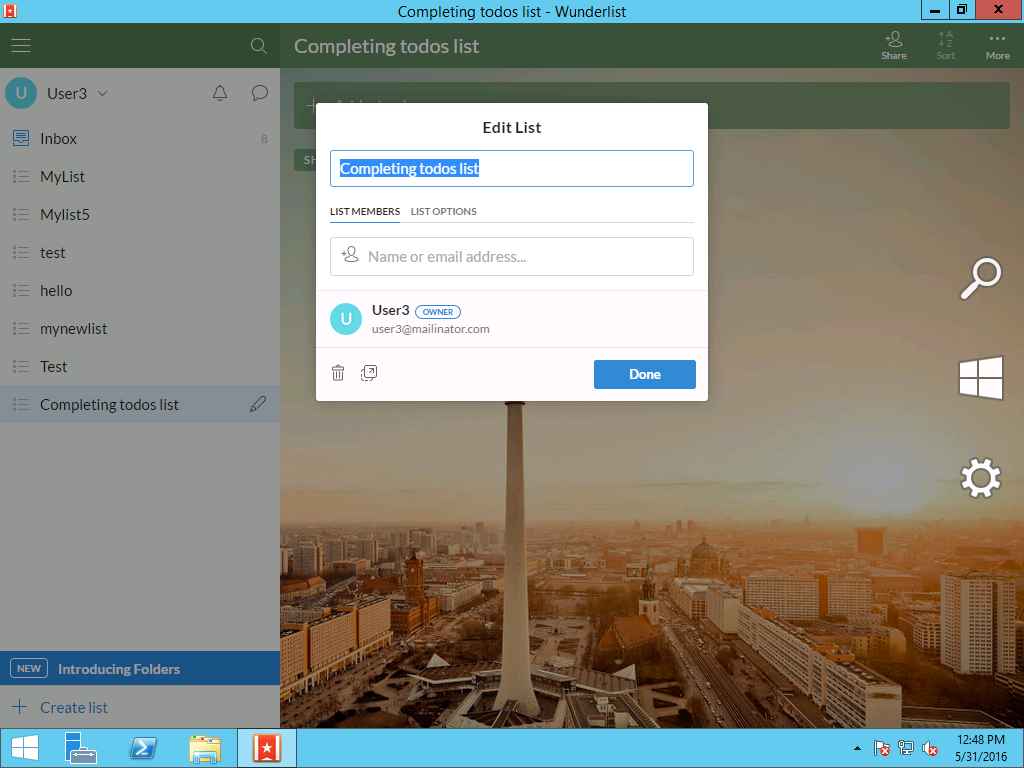 Completing todos list - Wunderlist
Completing todos list
Share
Sort
More
User3
Inbox 8
MyList
Mylist5
test
hello
mynewlist
Test
Completing todos list
NEW Introducing Folders
Create list
SH
Edit List
Completing todos list
LIST MEMBERS LIST OPTIONS
Name or email address...
U User3 OWNER
user3@mailinator.com
Done
12:48 PM
5/31/2016